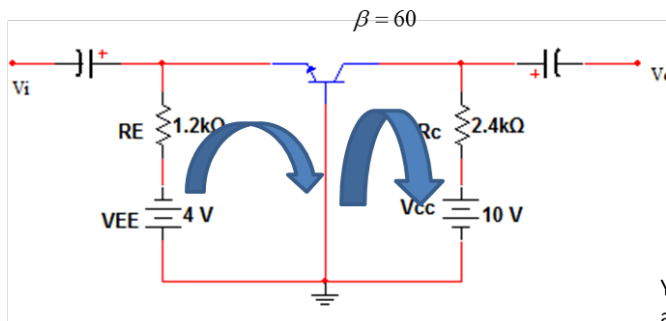 β = 60
Vi
RE
1.2kΩ
Rc
2.4kΩ
VEE
4 V
Vcc
10 V